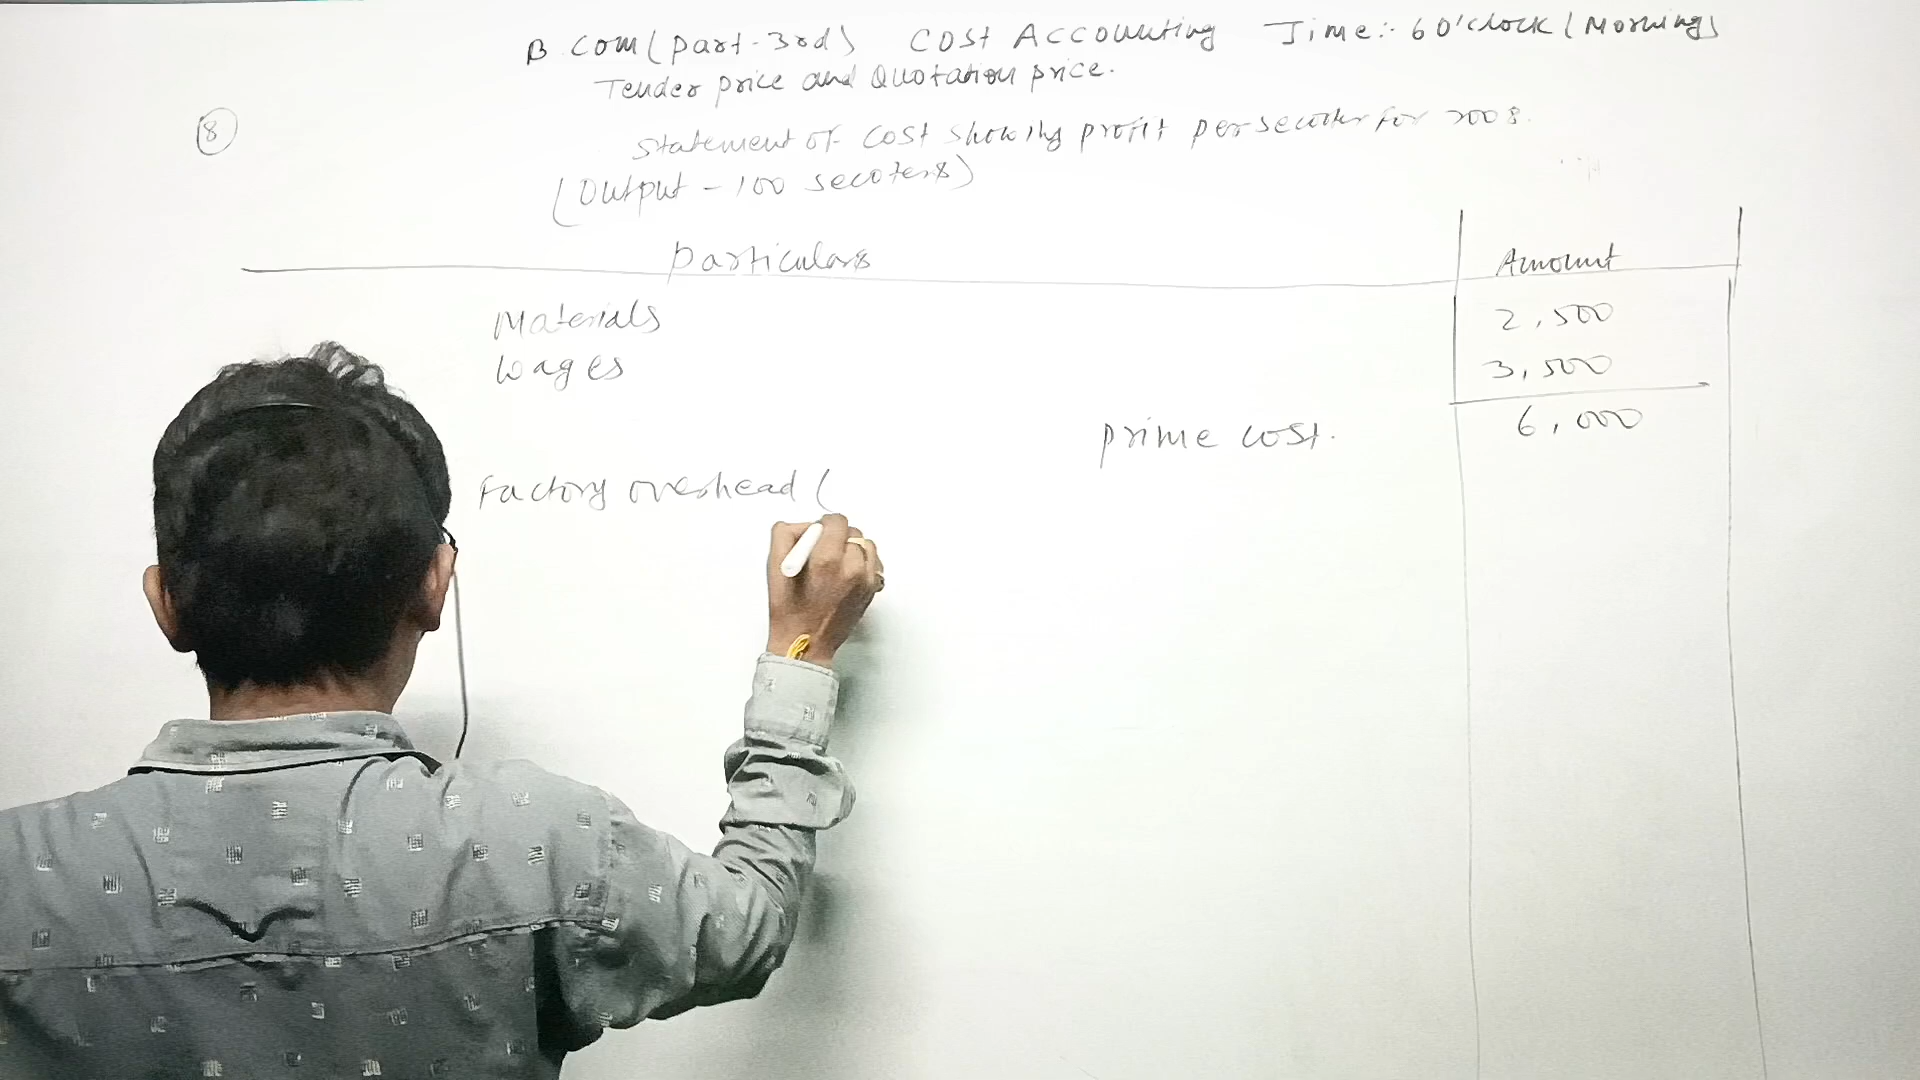 B.Com (Part-3rd) Cost Accounting Time:- 6 O'clock (Morning)
Tender price and Quotation price.
8
Statement of Cost showing profit per secoter for 2008.
(Output - 100 secoters)
Particulars Amount
Materials 2,500
Wages 3,500
Prime cost. 6,000
Factory overhead (